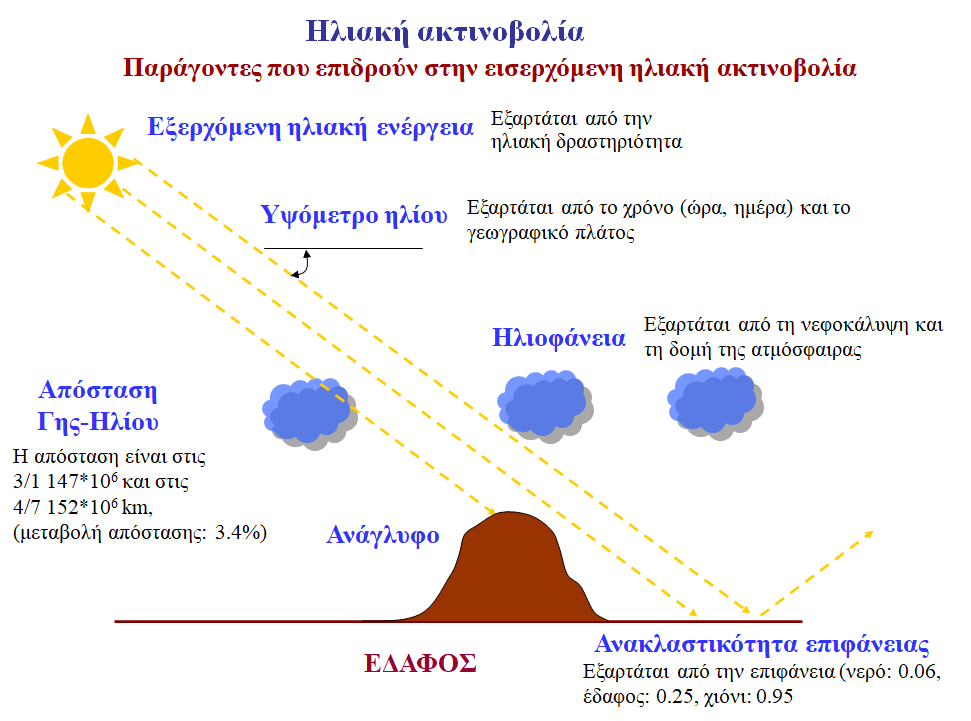 Ηλιακή ακτινοβολία
Παράγοντες που επιδρούν στην εισερχόμενη ηλιακή ακτινοβολία
Εξερχόμενη ηλιακή ενέργεια
Εξαρτάται από την
ηλιακή δραστηριότητα
Υψόμετρο ηλίου
Εξαρτάται από το χρόνο (ώρα, ημέρα) και το
γεωγραφικό πλάτος
Ηλιοφάνεια
Εξαρτάται από τη νεφοκάλυψη και
τη δομή της ατμόσφαιρας
Απόσταση
Γης-Ηλίου
Η απόσταση είναι στις
3/1 147*10⁶ και στις
4/7 152*10⁶ km,
(μεταβολή απόστασης: 3.4%)
Ανάγλυφο
ΕΔΑΦΟΣ
Ανακλαστικότητα επιφάνειας
Εξαρτάται από την επιφάνεια (νερό: 0.06,
έδαφος: 0.25, χιόνι: 0.95